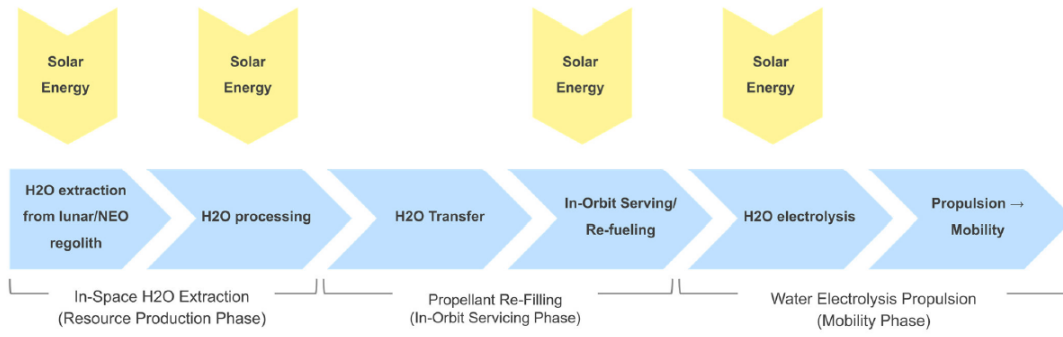 Solar
Energy
Solar
Energy
Solar
Energy
Solar
Energy
H2O extraction
from lunar/NEO
regolith
H2O processing
H2O Transfer
In-Orbit Serving/
Re-fueling
H2O electrolysis
Propulsion →
Mobility
In-Space H2O Extraction
(Resource Production Phase)
Propellant Re-Filling
(In-Orbit Servicing Phase)
Water Electrolysis Propulsion
(Mobility Phase)